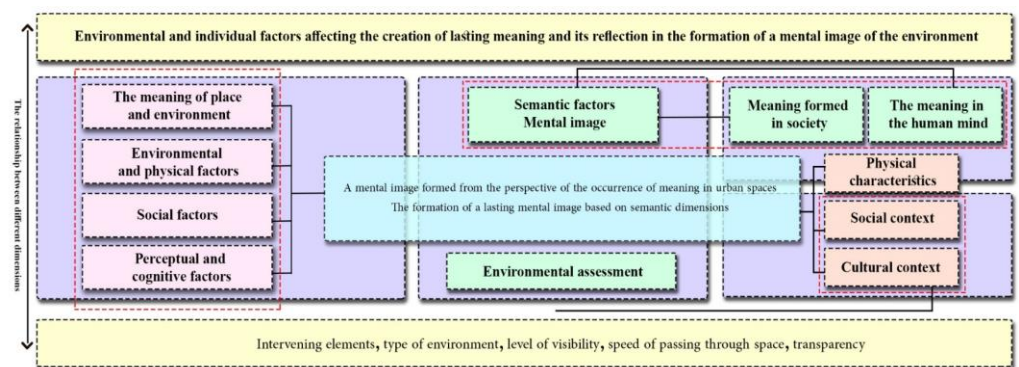 Environmental and individual factors affecting the creation of lasting meaning and its reflection in the formation of a mental image of the environment
The relationship between different dimensions
The meaning of place
and environment
Environmental
and physical factors
Social factors
Perceptual and
cognitive factors
Semantic factors
Mental image
Meaning formed
in society
The meaning in
the human mind
A mental image formed from the perspective of the occurrence of meaning in urban spaces
The formation of a lasting mental image based on semantic dimensions
Environmental assessment
Physical
characteristics
Social context
Cultural context
Intervening elements, type of environment, level of visibility, speed of passing through space, transparency